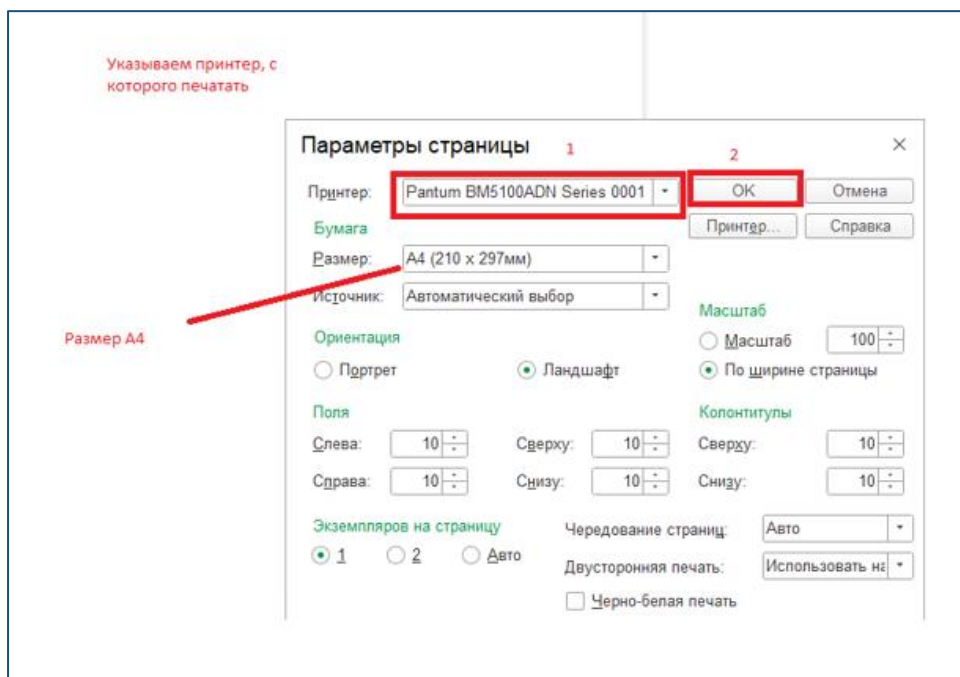 Указываем принтер, с
которого печатать
Параметры страницы
1
2
Принтер:
Pantum BM5100ADN Series 0001
OK
Отмена
Бумага
Принтер...
Справка
Размер:
A4 (210 x 297мм)
Источник:
Автоматический выбор
Масштаб
Размер А4
Ориентация
Масштаб
100
Портрет
Ландшафт
По ширине страницы
Поля
Колонтитулы
Слева:
10
Сверху:
10
Сверху:
10
Справа:
10
Снизу:
10
Снизу:
10
Экземпляров на страницу
Чередование страниц:
Авто
1
2
Авто
Двусторонняя печать:
Использовать
Черно-белая печать